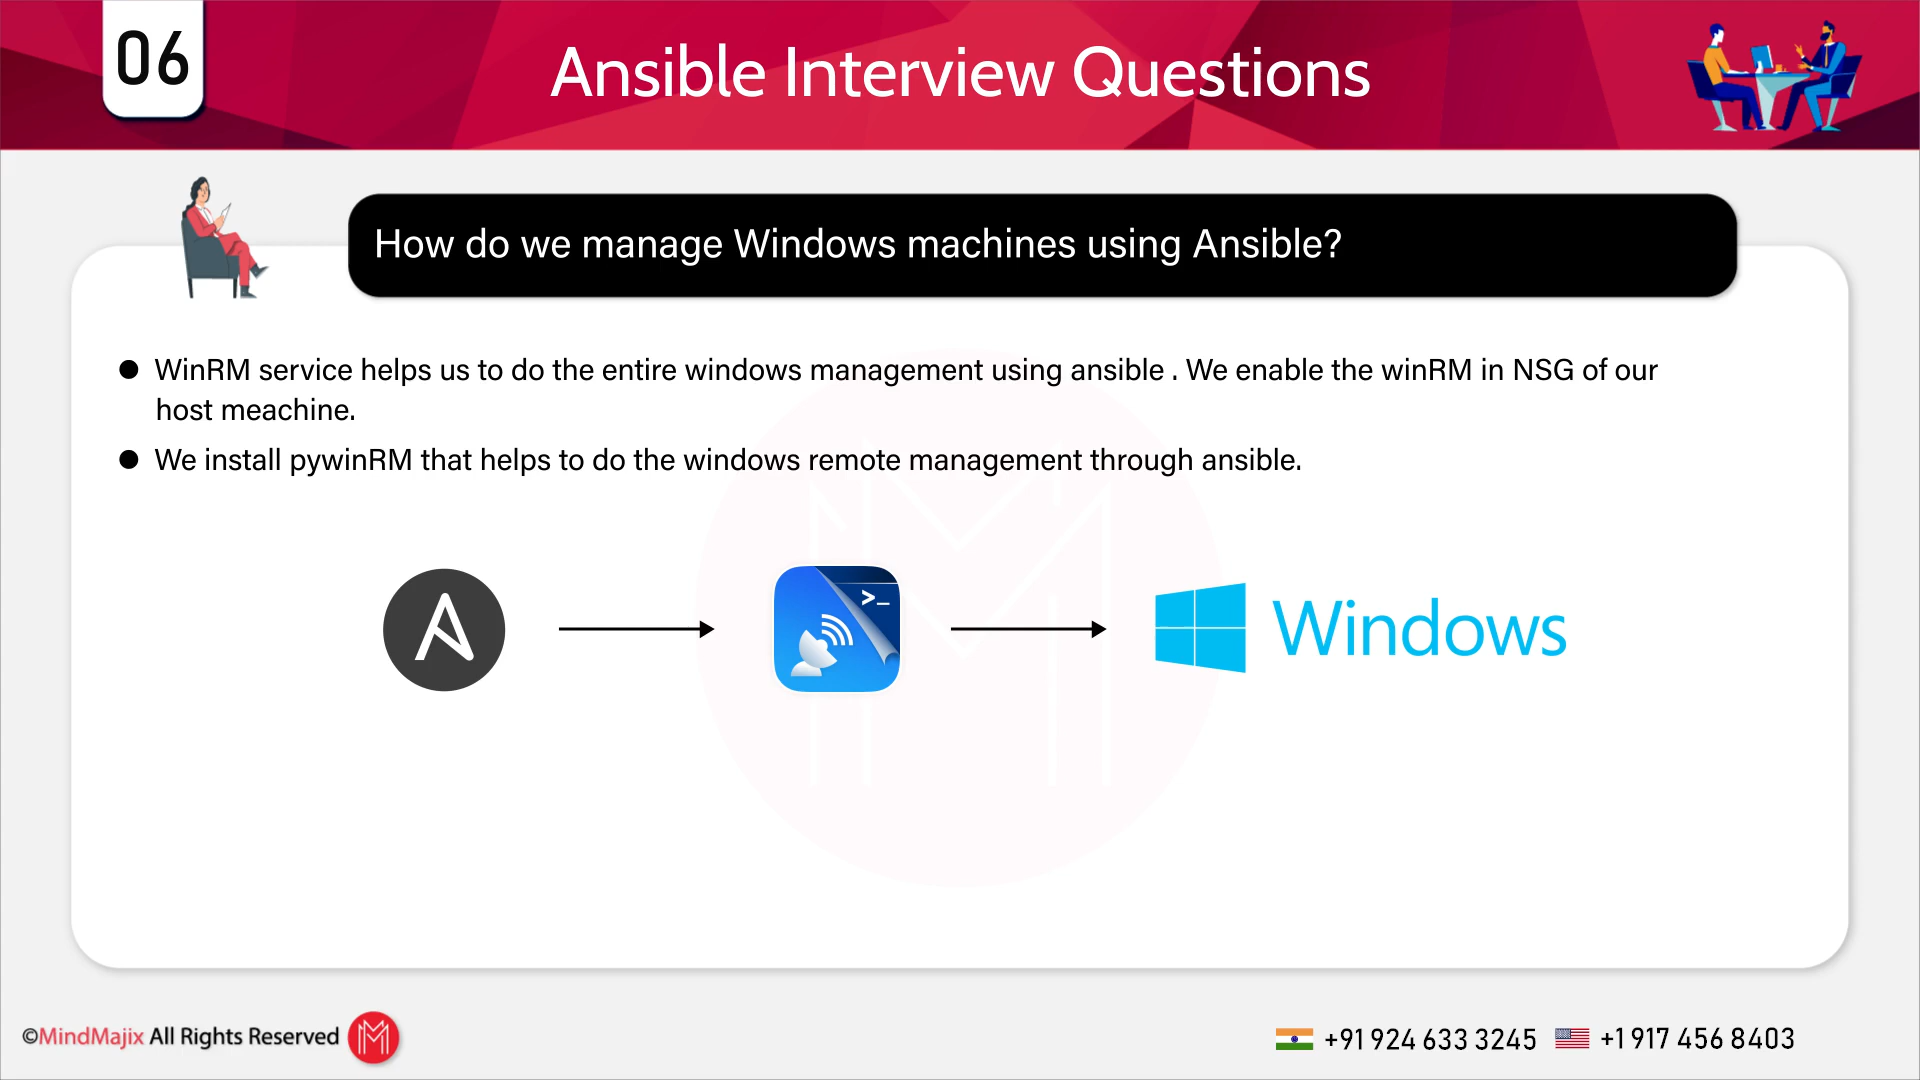 06
Ansible Interview Questions
How do we manage Windows machines using Ansible?
● WinRM service helps us to do the entire windows management using ansible . We enable the winRM in NSG of our
host meachine.
● We install pywinRM that helps to do the windows remote management through ansible.
>_
Windows
©MindMajix All Rights Reserved
+91 924 633 3245
+1 917 456 8403